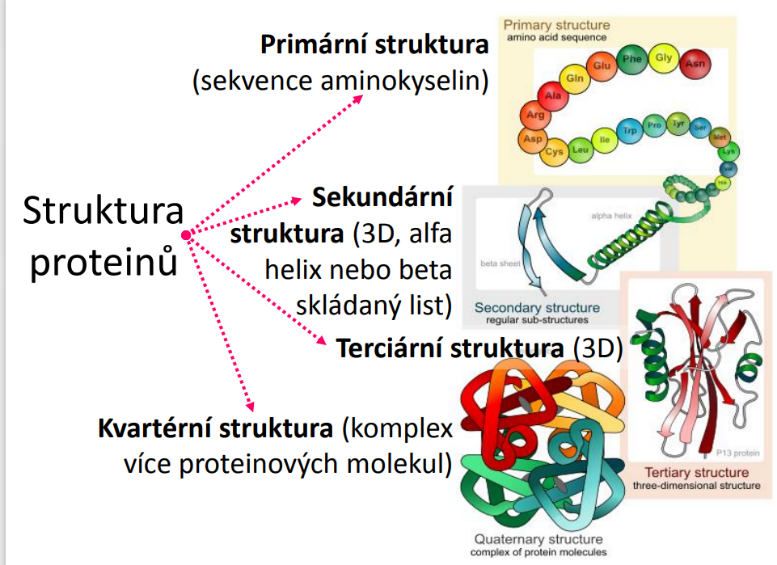 Primární struktura
(sekvence aminokyselin)
Struktura
proteinů
Sekundární
struktura (3D, alfa
helix nebo beta
skládaný list)
Terciární struktura (3D)
Kvartérní struktura (komplex
více proteinových molekul)
Primary structure
amino acid sequence
Asn
Gly
Phe
Glu
Gln
Ala
Arg
Asp
Cys
Leu
Ile
Trp
Pro
Tyr
Ser
Met
Lys
alpha helix
beta sheet
Secondary structure
regular sub-structures
P13 protein
Tertiary structure
three-dimensional structure
Quaternary structure
complex of protein molecules